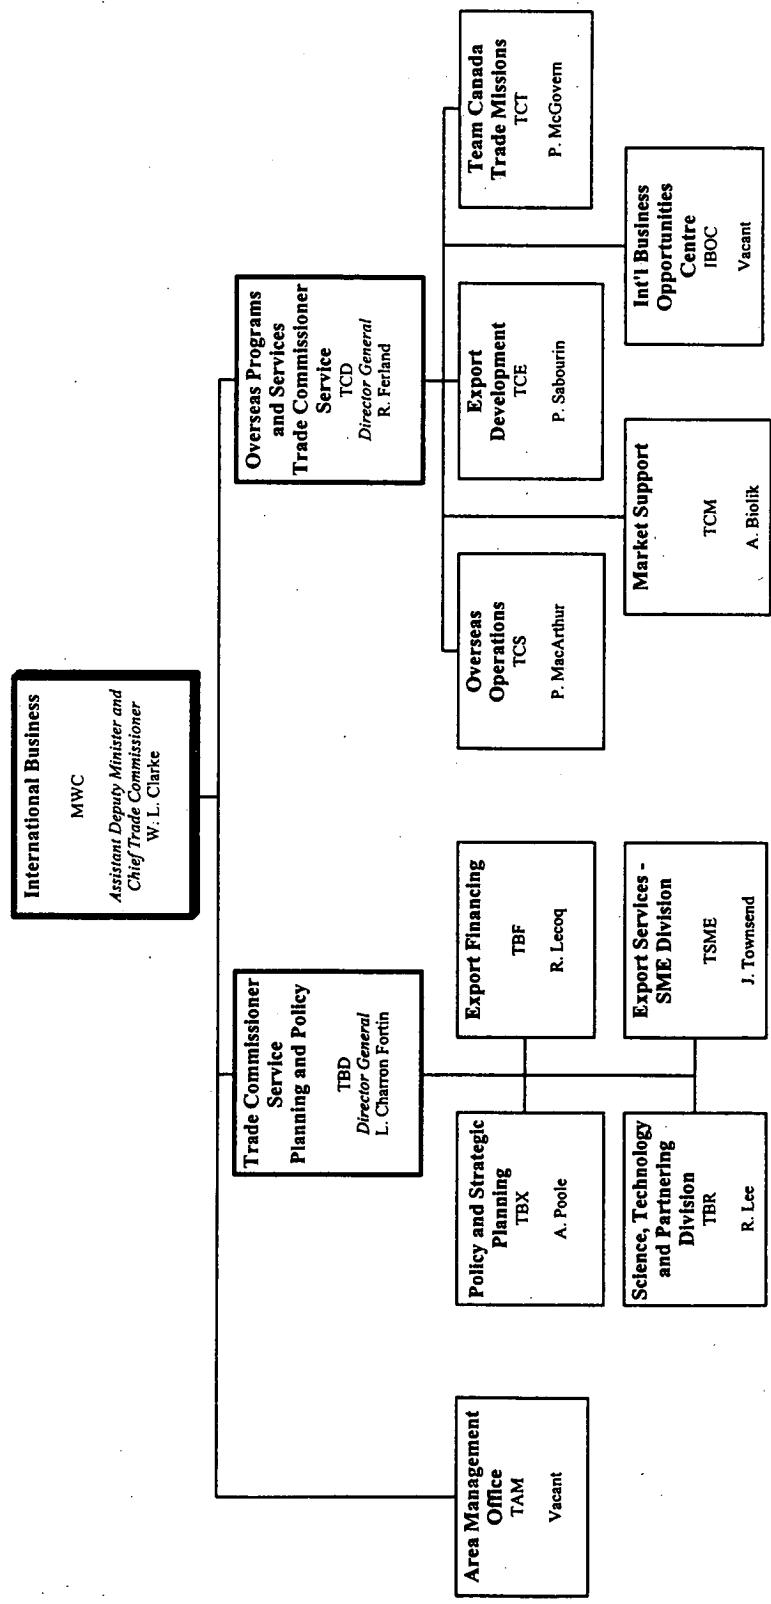 International Business
MWC
Assistant Deputy Minister and
Chief Trade Commissioner
W. L. Clarke
Trade Commissioner
Service
Planning and Policy
TBD
Director General
L. Charron Fortin
Overseas Programs
and Services
Trade Commissioner
Service
TCD
Director General
R. Ferland
Area Management
Office
TAM
Vacant
Policy and Strategic
Planning
TBX
A. Poole
Export Financing
TBF
R. Lecoq
Overseas
Operations
TCS
P. MacArthur
Export
Development
TCE
P. Sabourin
Team Canada
Trade Missions
TCT
P. McGovern
Science, Technology
and Partnering
Division
TBR
R. Lee
Export Services -
SME Division
TSME
J. Townsend
Market Support
TCM
A. Biolik
Int'l Business
Opportunities
Centre
IBOC
Vacant